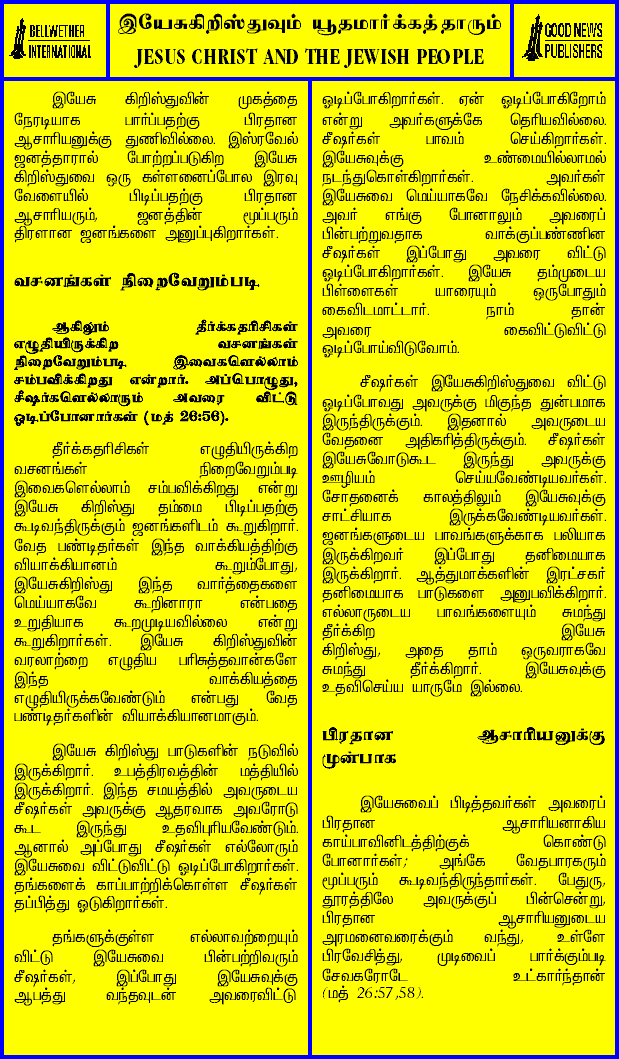 BELLWETHER
INTERNATIONAL
இயேசுகிறிஸ்துவும் யூதமார்க்கத்தாரும்
JESUS CHRIST AND THE JEWISH PEOPLE
GOOD NEWS
PUBLISHERS
இயேசு கிறிஸ்துவின் முகத்தை
நேரடியாக பார்ப்பதற்கு பிரதான
ஆசாரியனுக்கு துணிவில்லை. இஸ்ரவேல்
ஜனத்தாரால் போற்றப்படுகிற இயேசு
கிறிஸ்துவை ஒரு கள்ளனைப்போல இரவு
வேளையில் பிடிப்பதற்கு பிரதான
ஆசாரியரும், ஜனத்தின் மூப்பரும்
திரளான ஜனங்களை அனுப்புகிறார்கள்.
வசனங்கள் நிறைவேறும்படி.
ஆகிலும் தீர்க்கதரிசிகள்
எழுதியிருக்கிற வசனங்கள்
நிறைவேறும்படி இவைகளெல்லாம்
சம்பவிக்கிறது என்றார். அப்பொழுது,
சீஷர்களெல்லாரும் அவரை விட்டு
ஓடிப்போனார்கள் (மத் 26:56).
தீர்க்கதரிசிகள் எழுதியிருக்கிற
வசனங்கள் நிறைவேறும்படி
இவைகளெல்லாம் சம்பவிக்கிறது என்று
இயேசு கிறிஸ்து தம்மை பிடிப்பதற்கு
கூடிவந்திருக்கும் ஜனங்களிடம் கூறுகிறார்.
வேத பண்டிதர்கள் இந்த வாக்கியத்திற்கு
வியாக்கியானம் கூறும்போது,
இயேசுகிறிஸ்து இந்த வார்த்தைகளை
மெய்யாகவே கூறினாரா என்பதை
உறுதியாக கூறமுடியவில்லை என்று
கூறுகிறார்கள். இயேசு கிறிஸ்துவின்
வரலாற்றை எழுதிய பரிசுத்தவான்களே
இந்த வாக்கியத்தை
எழுதியிருக்கவேண்டும் என்பது வேத
பண்டிதர்களின் வியாக்கியானமாகும்.
இயேசு கிறிஸ்து பாடுகளின் நடுவில்
இருக்கிறார். உபத்திரவத்தின் மத்தியில்
இருக்கிறார். இந்த சமயத்தில் அவருடைய
சீஷர்கள் அவருக்கு ஆதரவாக அவரோடு
கூட இருந்து உதவிபுரியவேண்டும்.
ஆனால் அப்போது சீஷர்கள் எல்லோரும்
இயேசுவை விட்டுவிட்டு ஓடிப்போகிறார்கள்.
தங்களைக் காப்பாற்றிக்கொள்ள சீஷர்கள்
தப்பித்து ஓடுகிறார்கள்.
தங்களுக்குள்ள எல்லாவற்றையும்
விட்டு இயேசுவை பின்பற்றிவரும்
சீஷர்கள், இப்போது இயேசுவுக்கு
ஆபத்து வந்தவுடன் அவரைவிட்டு
ஓடிப்போகிறார்கள். ஏன் ஓடிப்போகிறோம்
என்று அவர்களுக்கே தெரியவில்லை.
சீஷர்கள் பாவம் செய்கிறார்கள்.
இயேசுவுக்கு உண்மையில்லாமல்
நடந்துகொள்கிறார்கள். அவர்கள்
இயேசுவை மெய்யாகவே நேசிக்கவில்லை.
அவர் எங்கு போனாலும் அவரைப்
பின்பற்றுவதாக வாக்குப்பண்ணின
சீஷர்கள் இப்போது அவரை விட்டு
ஓடிப்போகிறார்கள். இயேசு தம்முடைய
பிள்ளைகள் யாரையும் ஒருபோதும்
கைவிடமாட்டார். நாம் தான்
அவரை கைவிட்டுவிட்டு
ஓடிப்போய்விடுவோம்.
சீஷர்கள் இயேசுகிறிஸ்துவை விட்டு
ஓடிப்போவது அவருக்கு மிகுந்த துன்பமாக
இருந்திருக்கும். இதனால் அவருடைய
வேதனை அதிகரித்திருக்கும். சீஷர்கள்
இயேசுவோடுகூட இருந்து அவருக்கு
ஊழியம் செய்யவேண்டியவர்கள்.
சோதனைக் காலத்திலும் இயேசுவுக்கு
சாட்சியாக இருக்கவேண்டியவர்கள்.
ஜனங்களுடைய பாவங்களுக்காக பலியாக
இருக்கிறவர் இப்போது தனிமையாக
இருக்கிறார். ஆத்துமாக்களின் இரட்சகர்
தனிமையாக பாடுகளை அனுபவிக்கிறார்.
எல்லாருடைய பாவங்களையும் சுமந்து
தீர்க்கிற இயேசு
கிறிஸ்து, அதை தாம் ஒருவராகவே
சுமந்து தீர்க்கிறார். இயேசுவுக்கு
உதவிசெய்ய யாருமே இல்லை.
பிரதான ஆசாரியனுக்கு
முன்பாக
இயேசுவைப் பிடித்தவர்கள் அவரைப்
பிரதான ஆசாரியனாகிய
காய்பாவினிடத்திற்குக் கொண்டு
போனார்கள்; அங்கே வேதபாரகரும்
மூப்பரும் கூடிவந்திருந்தார்கள். பேதுரு,
தூரத்திலே அவருக்குப் பின்சென்று,
பிரதான ஆசாரியனுடைய
அரமனைவரைக்கும் வந்து, உள்ளே
பிரவேசித்து, முடிவைப் பார்க்கும்படி
சேவகரோடே உட்கார்ந்தான்
(மத் 26:57,58).